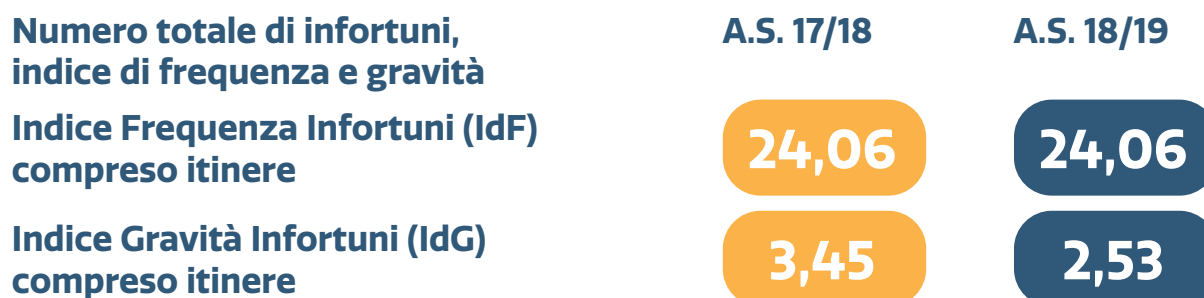 Numero totale di infortuni, A.S. 17/18 A.S. 18/19
indice di frequenza e gravità
Indice Frequenza Infortuni (IdF) 24,06 24,06
compreso itinere
Indice Gravità Infortuni (IdG) 3,45 2,53
compreso itinere